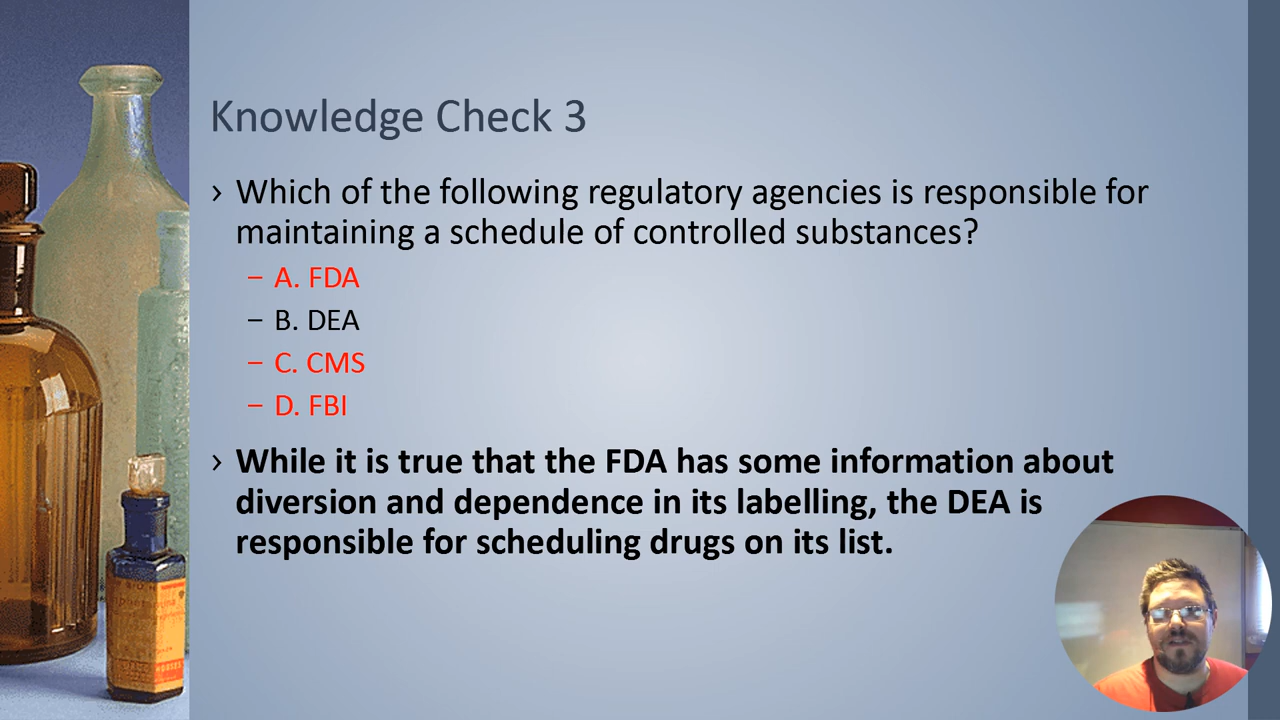 Knowledge Check 3
› Which of the following regulatory agencies is responsible for
maintaining a schedule of controlled substances?
– A. FDA
– B. DEA
– C. CMS
– D. FBI
› While it is true that the FDA has some information about
diversion and dependence in its labelling, the DEA is
responsible for scheduling drugs on its list.